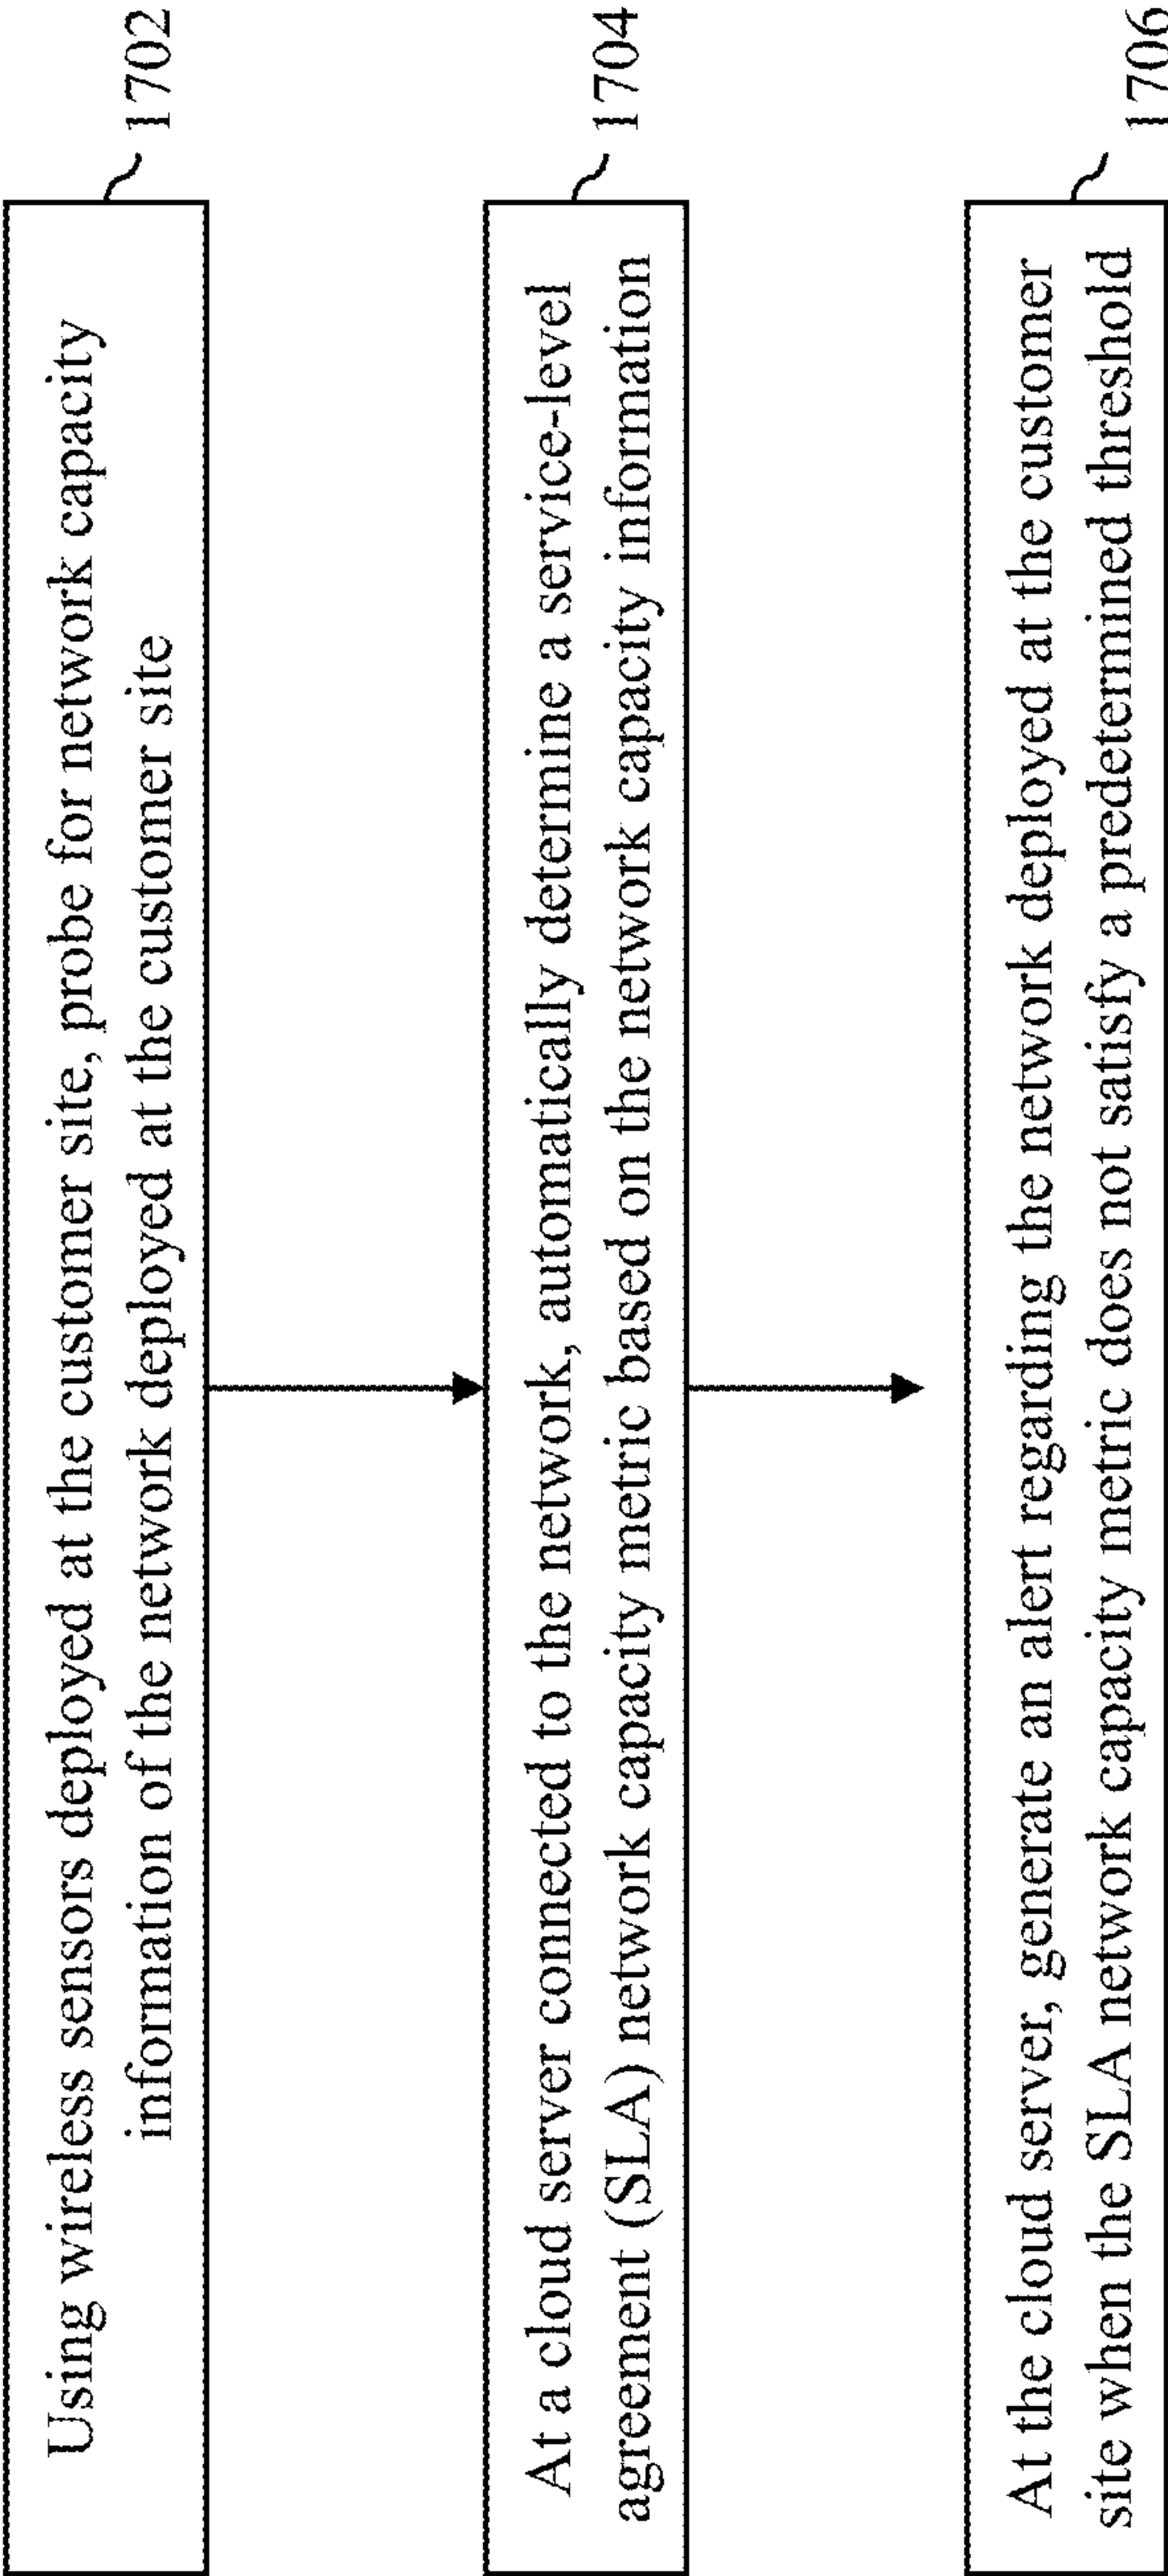 Using wireless sensors deployed at the customer site, probe for network capacity
information of the network deployed at the customer site
1702
At a cloud server connected to the network, automatically determine a service-level
agreement (SLA) network capacity metric based on the network capacity information
1704
At the cloud server, generate an alert regarding the network deployed at the customer
site when the SLA network capacity metric does not satisfy a predetermined threshold
1706